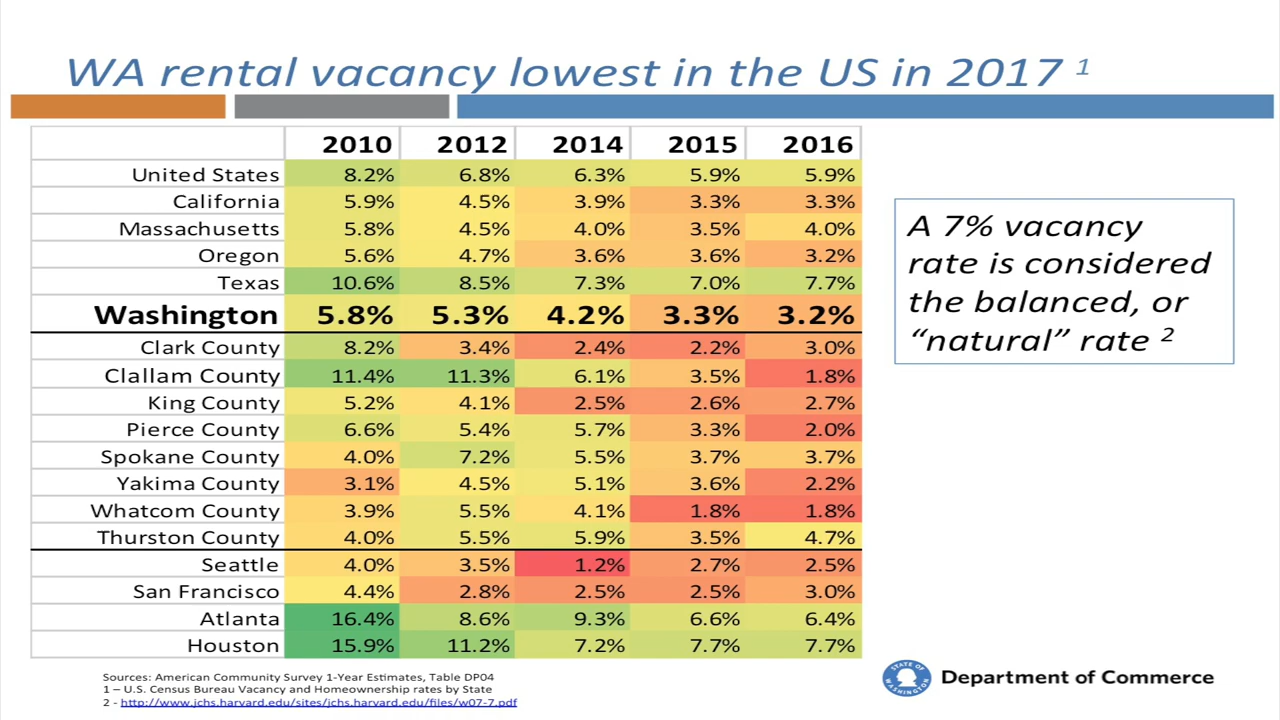 WA rental vacancy lowest in the US in 2017 1
2010 2012 2014 2015 2016
United States 8.2% 6.8% 6.3% 5.9% 5.9%
California 5.9% 4.5% 3.9% 3.3% 3.3%
Massachusetts 5.8% 4.5% 4.0% 3.5% 4.0%
Oregon 5.6% 4.7% 3.6% 3.6% 3.2%
Texas 10.6% 8.5% 7.3% 7.0% 7.7%
Washington 5.8% 5.3% 4.2% 3.3% 3.2%
Clark County 8.2% 3.4% 2.4% 2.2% 3.0%
Clallam County 11.4% 11.3% 6.1% 3.5% 1.8%
King County 5.2% 4.1% 2.5% 2.6% 2.7%
Pierce County 6.6% 5.4% 5.7% 3.3% 2.0%
Spokane County 4.0% 7.2% 5.5% 3.7% 3.7%
Yakima County 3.1% 4.5% 5.1% 3.6% 2.2%
Whatcom County 3.9% 5.5% 4.1% 1.8% 1.8%
Thurston County 4.0% 5.5% 5.9% 3.5% 4.7%
Seattle 4.0% 3.5% 1.2% 2.7% 2.5%
San Francisco 4.4% 2.8% 2.5% 2.5% 3.0%
Atlanta 16.4% 8.6% 9.3% 6.6% 6.4%
Houston 15.9% 11.2% 7.2% 7.7% 7.7%
A 7% vacancy
rate is considered
the balanced, or
“natural” rate 2
Sources: American Community Survey 1-Year Estimates, Table DP04
1 – U.S. Census Bureau Vacancy and Homeownership rates by State
2 - http://www.jchs.harvard.edu/sites/jchs.harvard.edu/files/w07-7.pdf
STATE OF
WASHINGTON
Department of Commerce